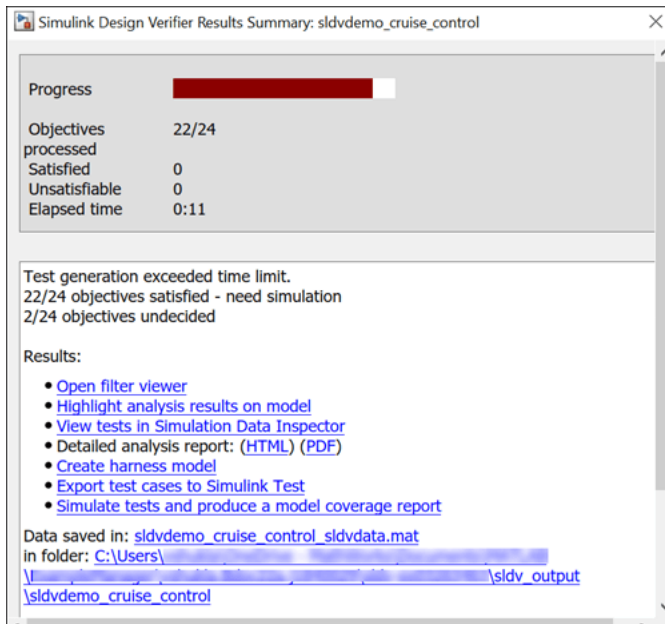 Simulink Design Verifier Results Summary: sldvdemo_cruise_control
Progress
Objectives processed 22/24
Satisfied 0
Unsatisfiable 0
Elapsed time 0:11
Test generation exceeded time limit.
22/24 objectives satisfied - need simulation
2/24 objectives undecided
Results:
• Open filter viewer
• Highlight analysis results on model
• View tests in Simulation Data Inspector
• Detailed analysis report: (HTML) (PDF)
• Create harness model
• Export test cases to Simulink Test
• Simulate tests and produce a model coverage report
Data saved in: sldvdemo_cruise_control_sldvdata.mat
in folder: C:\Users\
\sldv_output
\sldvdemo_cruise_control